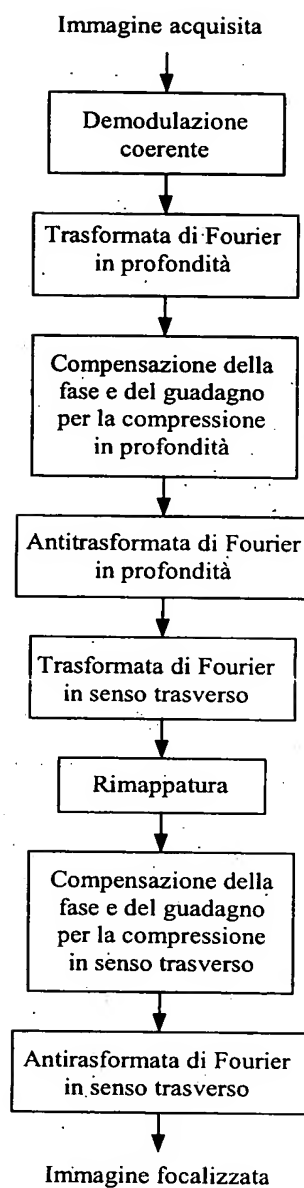 Immagine acquisita
Demodulazione
coerente
Trasformata di Fourier
in profondità
Compensazione della
fase e del guadagno
per la compressione
in profondità
Antitrasformata di Fourier
in profondità
Trasformata di Fourier
in senso trasverso
Rimappatura
Compensazione della
fase e del guadagno
per la compressione
in senso trasverso
Antirasformata di Fourier
in senso trasverso
Immagine focalizzata